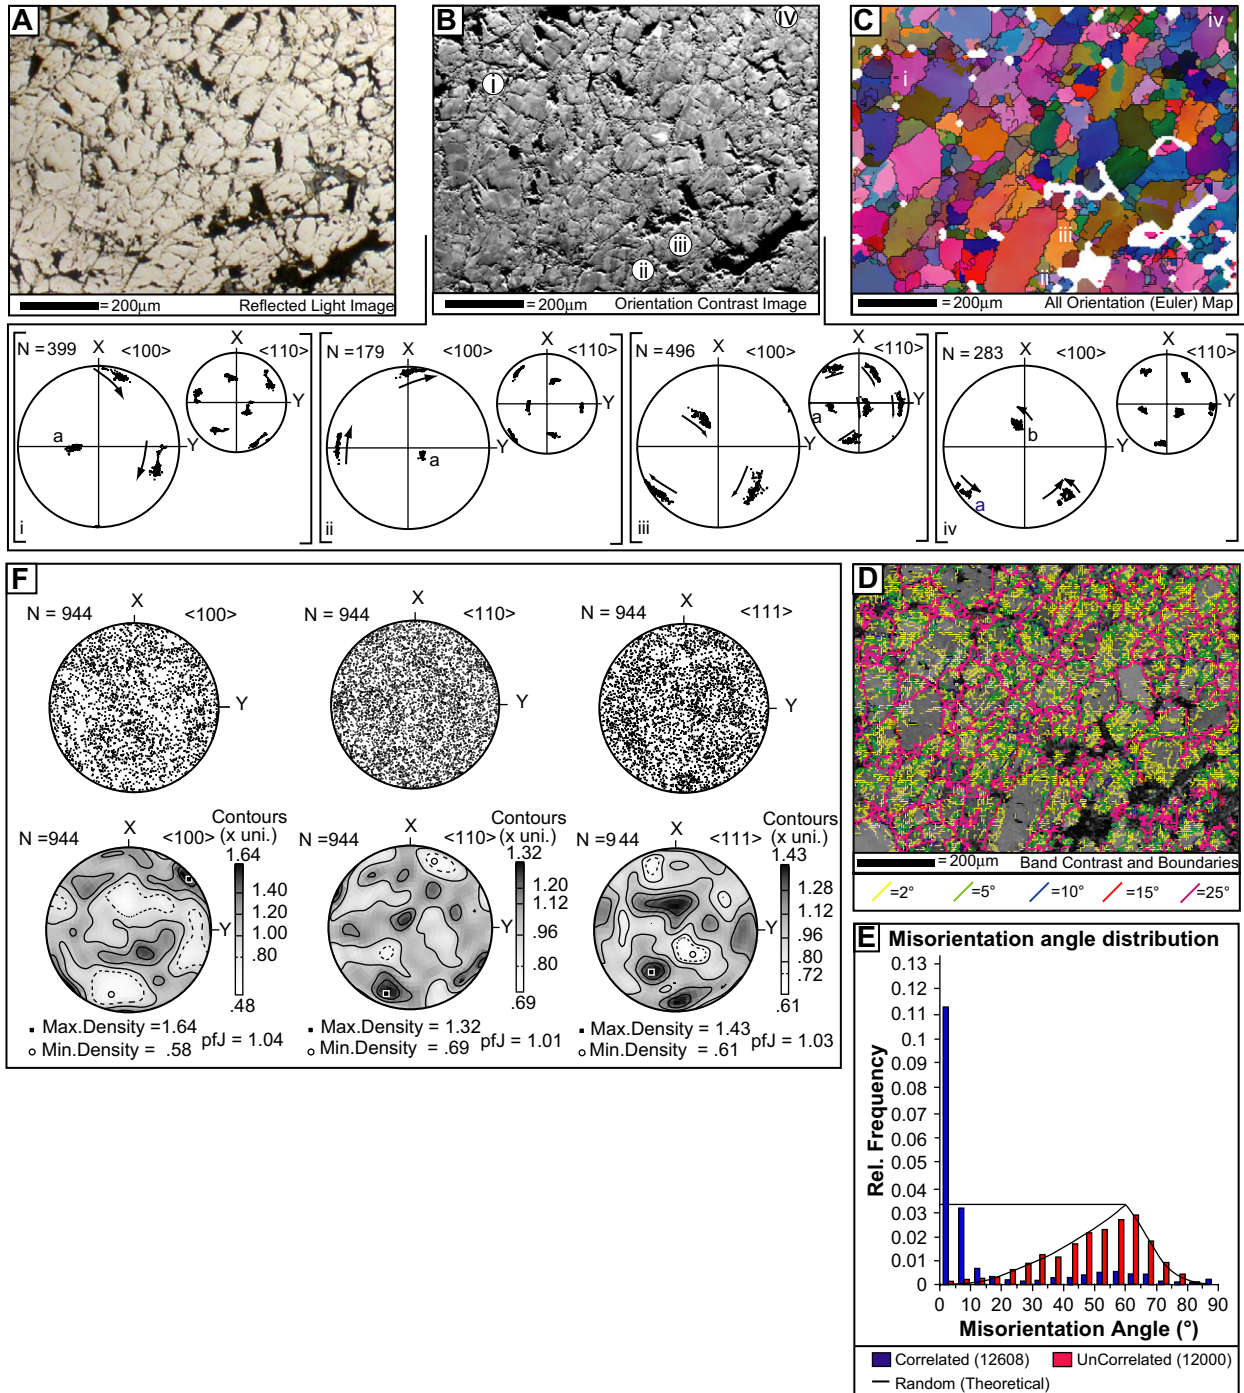 A
B
C
i
iv
ii
iii
i
iv
iii
ii
=200μm Reflected Light Image
=200μm Orientation Contrast Image
=200μm All Orientation (Euler) Map
N =399 X <100> <110> Y a i
N =179 X <100> <110> Y a ii
N =496 X <100> <110> Y a iii
N = 283 X <100> <110> Y b a iv
F
N = 944 X <100> Y
N = 944 X <110>
N = 944 X <111> Y
N =944 X <100> Y
Contours
(x uni.)
1.64
1.40
1.20
1.00
.80
.48
Max.Density =1.64
Min.Density = .58
pfJ = 1.04
N =944 X <110> Y
Contours
(x uni.)
1.32
1.20
.96
.80
.69
Max.Density = 1.32
Min.Density = .69
pfJ = 1.01
N =944 X <111> Y
Contours
(x uni.)
1.43
1.28
1.12
.96
.80
.72
.61
Max.Density = 1.43
Min.Density = .61
pfJ = 1.03
D
=200μm Band Contrast and Boundaries
=2° =5° =10° =15° =25°
E Misorientation angle distribution
0.13
0.12
0.11
0.1
0.09
0.08
0.07
0.06
0.05
0.04
0.03
0.02
0.01
0
Rel. Frequency
0 10 20 30 40 50 60 70 80 90
Misorientation Angle (°)
Correlated (12608) UnCorrelated (12000)
Random (Theoretical)